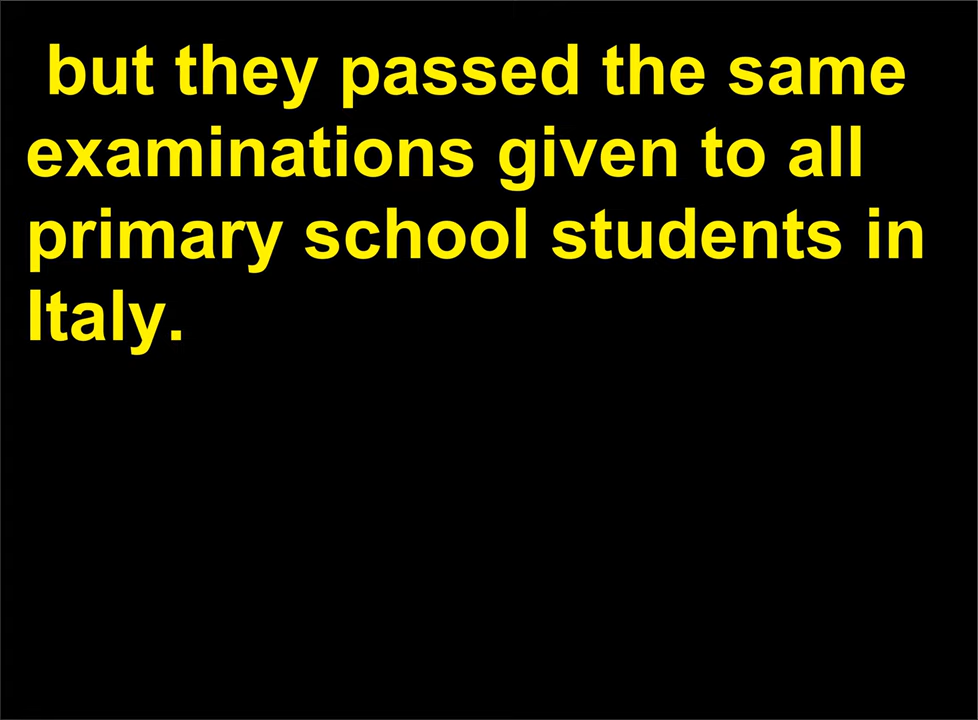 but they passed the same
examinations given to all
primary school students in
Italy.